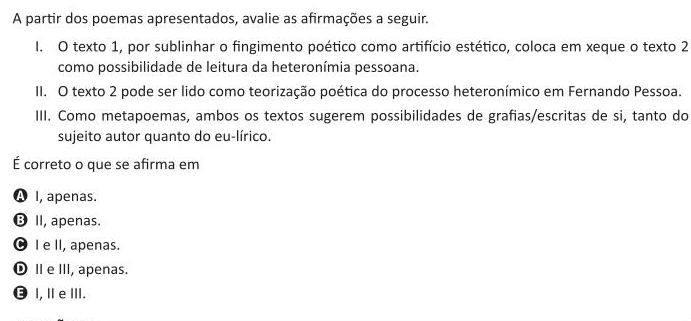 A partir dos poemas apresentados, avalie as afirmações a seguir.
I. O texto 1, por sublinhar o fingimento poético como artifício estético, coloca em xeque o texto 2
como possibilidade de leitura da heteronímia pessoana.
II. O texto 2 pode ser lido como teorização poética do processo heteronímico em Fernando Pessoa.
III. Como metapoemas, ambos os textos sugerem possibilidades de grafias/escritas de si, tanto do
sujeito autor quanto do eu-lírico.
É correto o que se afirma em
A I, apenas.
B II, apenas.
C I e II, apenas.
D II e III, apenas.
E I, II e III.